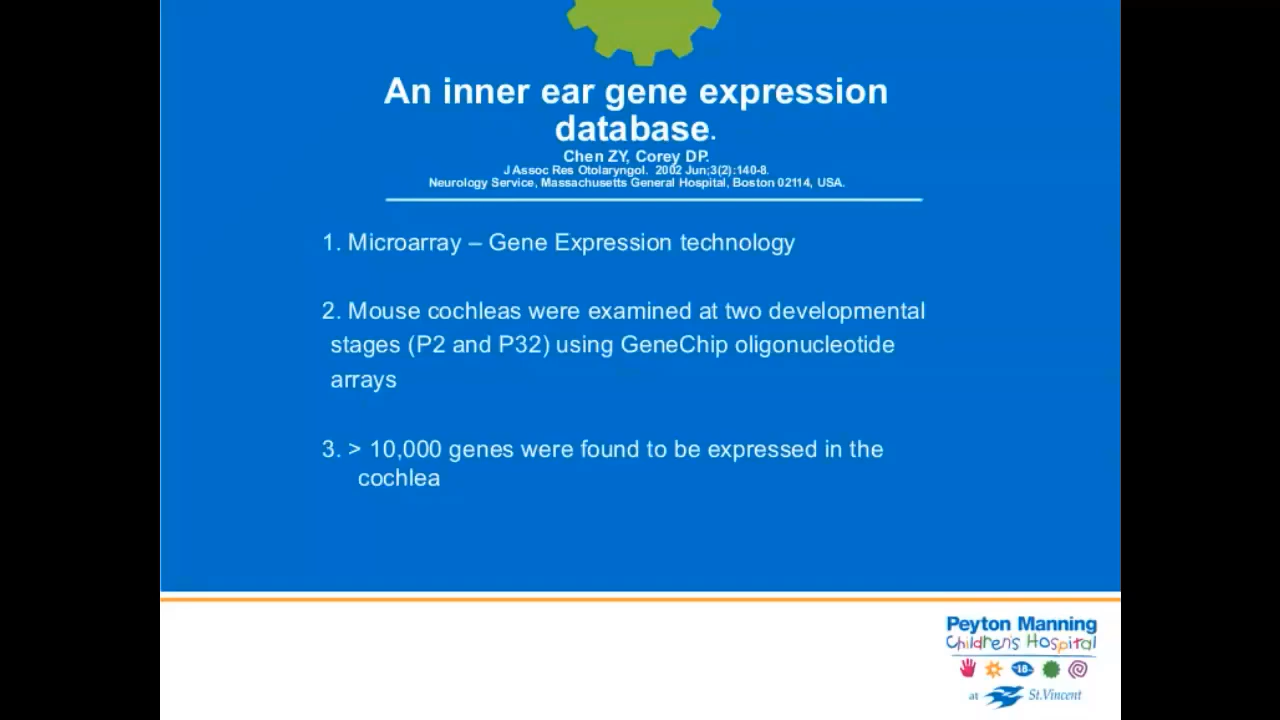 An inner ear gene expression
database.
Chen ZY, Corey DP.
J Assoc Res Otolaryngol. 2002 Jun;3(2):140-8.
Neurology Service, Massachusetts General Hospital, Boston 02114, USA.
1. Microarray – Gene Expression technology
2. Mouse cochleas were examined at two developmental
stages (P2 and P32) using GeneChip oligonucleotide
arrays
3. > 10,000 genes were found to be expressed in the
cochlea
Peyton Manning
Children's Hospital
18
at St.Vincent